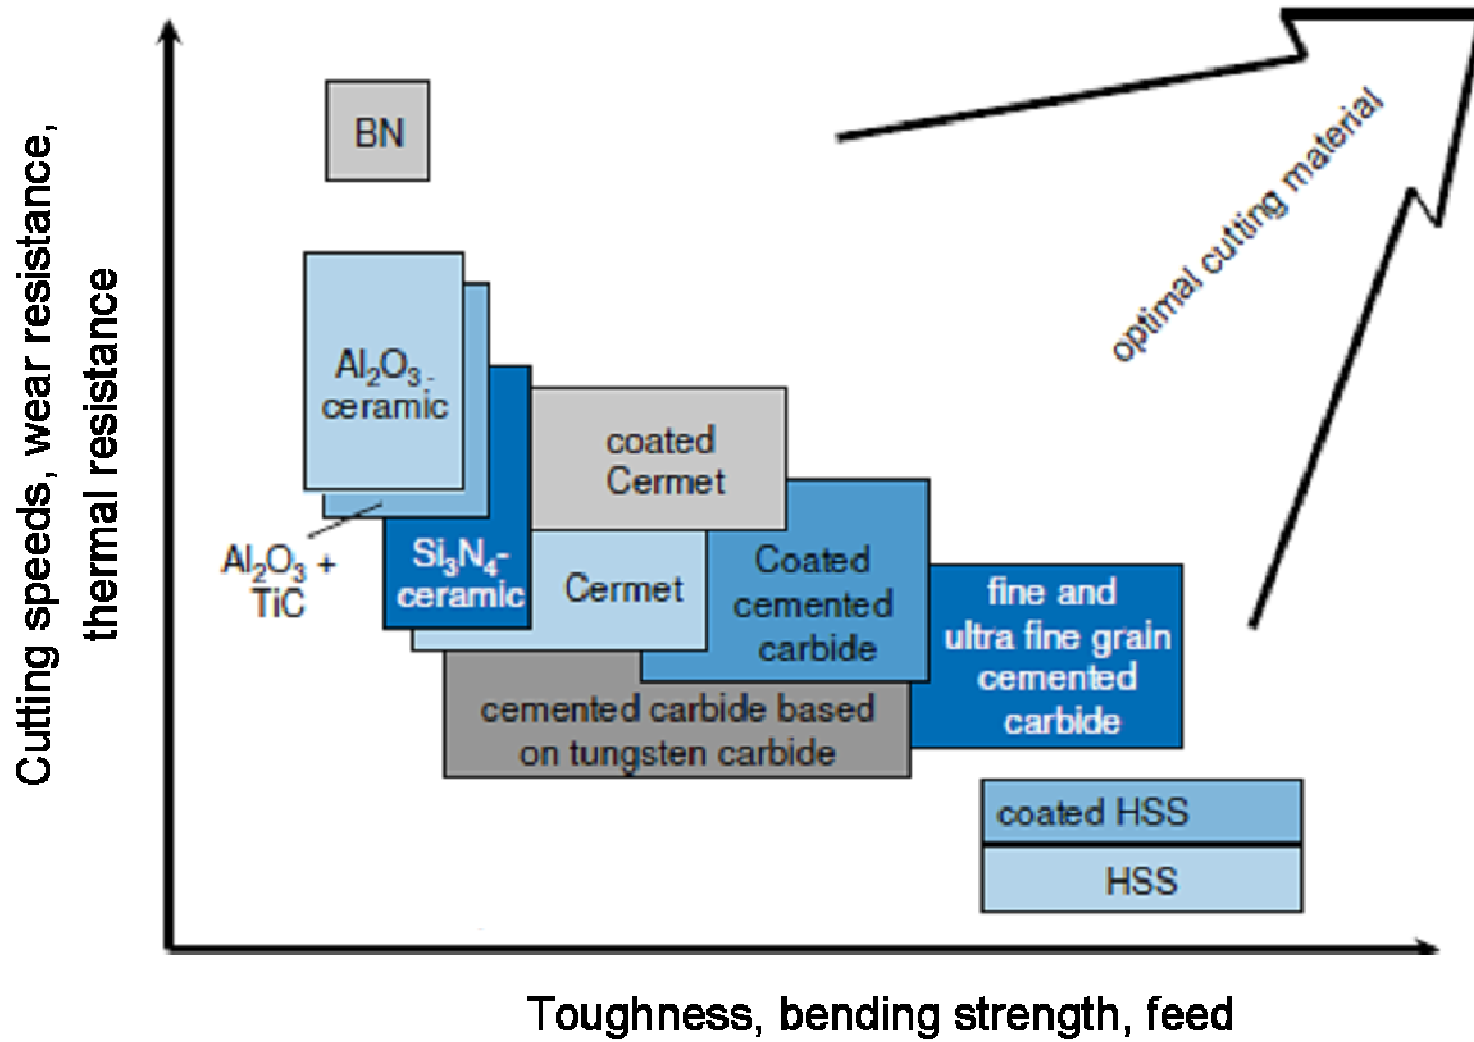 Cutting speeds, wear resistance,
thermal resistance
BN
optimal cutting material
Al₂O₃-
ceramic
coated
Cermet
Al₂O₃ +
TiC
Si₃N₄-
ceramic
Cermet
Coated
cemented
carbide
fine and
ultra fine grain
cemented
carbide
cemented carbide based
on tungsten carbide
coated HSS
HSS
Toughness, bending strength, feed